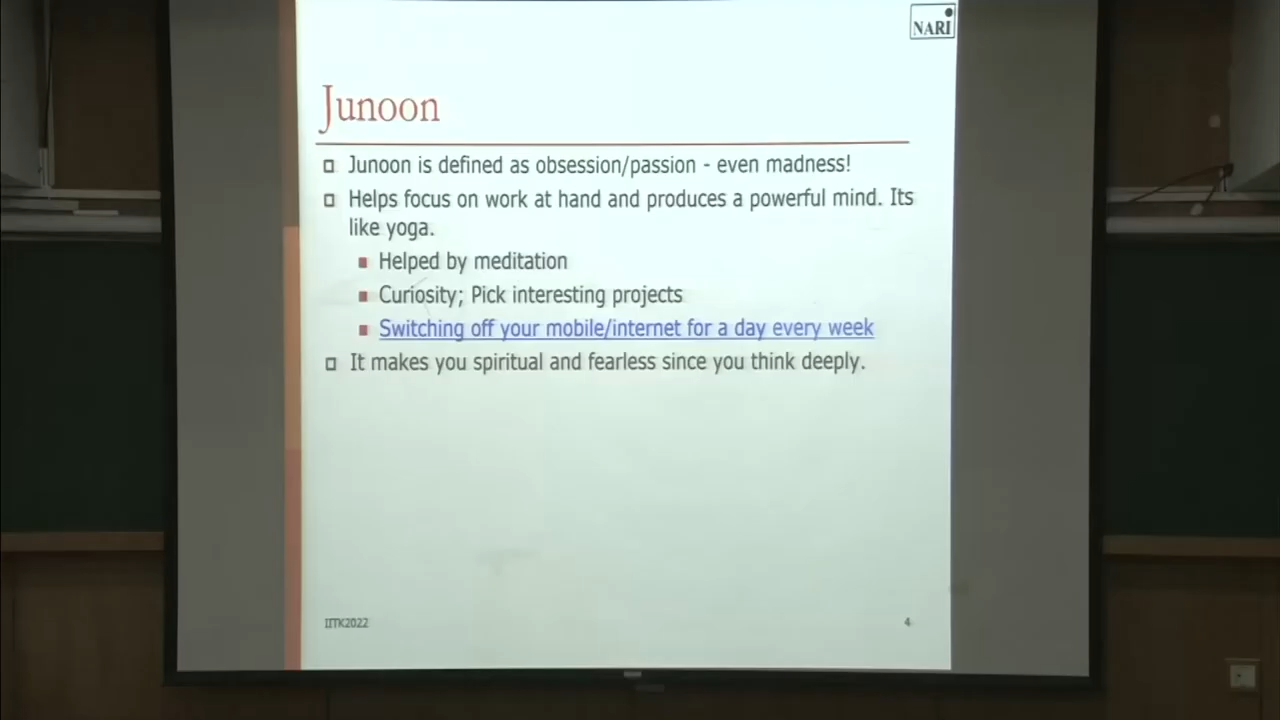 NARI
Junoon
Junoon is defined as obsession/passion - even madness!
Helps focus on work at hand and produces a powerful mind. Its
like yoga.
Helped by meditation
Curiosity; Pick interesting projects
Switching off your mobile/internet for a day every week
It makes you spiritual and fearless since you think deeply.
IITK2022
4